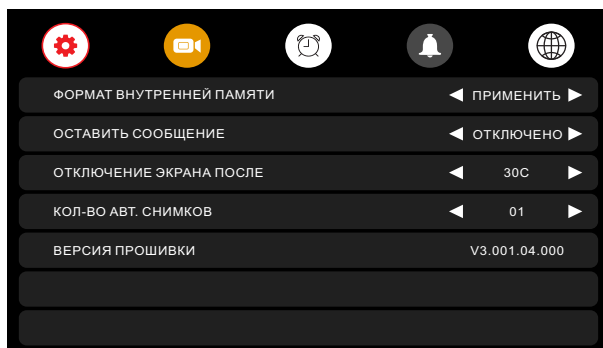 ФОРМАТ ВНУТРЕННЕЙ ПАМЯТИ ПРИМЕНИТЬ
ОСТАВИТЬ СООБЩЕНИЕ ОТКЛЮЧЕНО
ОТКЛЮЧЕНИЕ ЭКРАНА ПОСЛЕ 30С
КОЛ-ВО АВТ. СНИМКОВ 01
ВЕРСИЯ ПРОШИВКИ V3.001.04.000